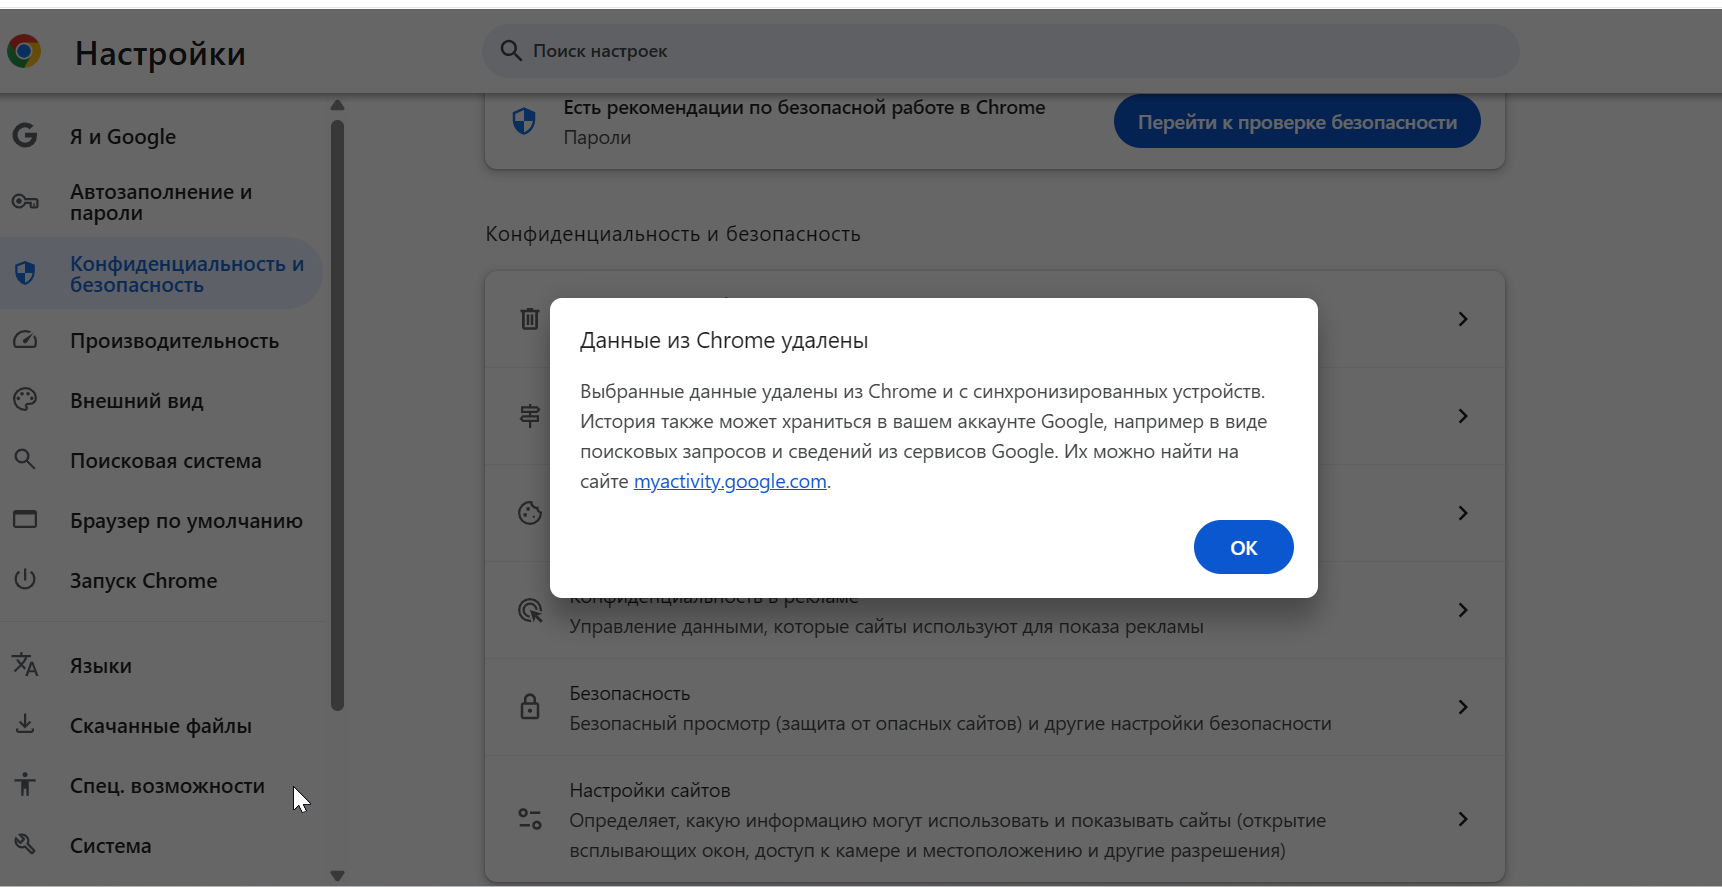 Настройки
Поиск настроек
Есть рекомендации по безопасной работе в Chrome
Пароли
Перейти к проверке безопасности
Я и Google
Автозаполнение и
пароли
Конфиденциальность и
безопасность
Производительность
Внешний вид
Поисковая система
Браузер по умолчанию
Запуск Chrome
Языки
Скачанные файлы
Спец. возможности
Система
Конфиденциальность и безопасность
Данные из Chrome удалены
Выбранные данные удалены из Chrome и с синхронизированных устройств.
История также может храниться в вашем аккаунте Google, например в виде
поисковых запросов и сведений из сервисов Google. Их можно найти на
сайте myactivity.google.com.
ОК
Конфиденциальность в рекламе
Управление данными, которые сайты используют для показа рекламы
Безопасность
Безопасный просмотр (защита от опасных сайтов) и другие настройки безопасности
Настройки сайтов
Определяет, какую информацию могут использовать и показывать сайты (открытие
всплывающих окон, доступ к камере и местоположению и другие разрешения)